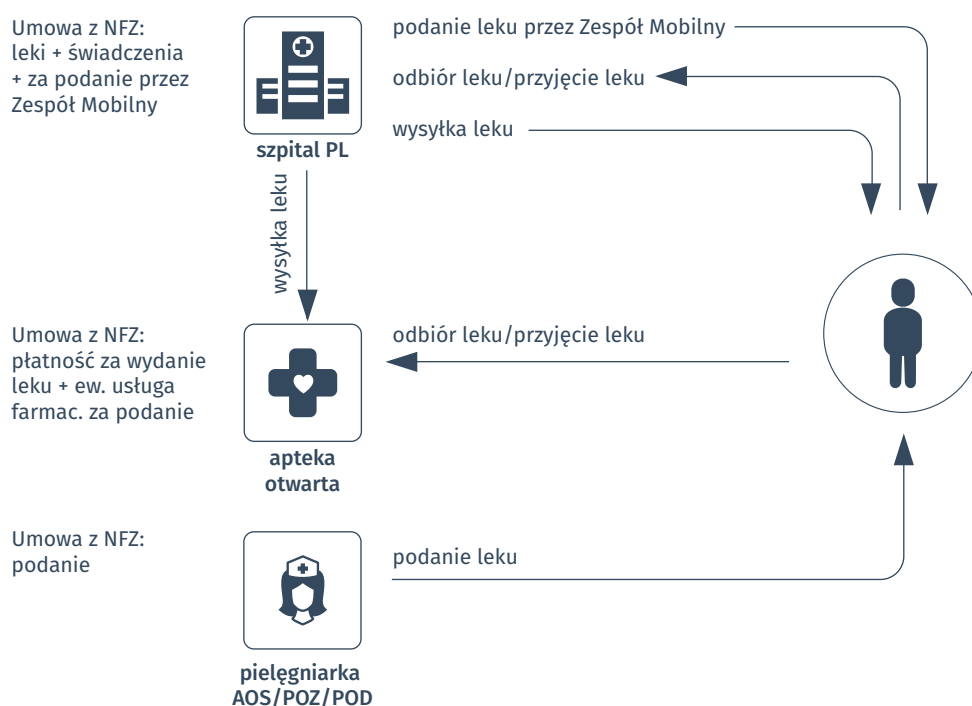 Umowa z NFZ:
leki + świadczenia
+ za podanie przez
Zespół Mobilny
szpital PL
podanie leku przez Zespół Mobilny
odbiór leku/przyjęcie leku
wysyłka leku
wysyłka leku
Umowa z NFZ:
płatność za wydanie
leku + ew. usługa
farmac. za podanie
apteka
otwarta
odbiór leku/przyjęcie leku
Umowa z NFZ:
podanie
pielęgniarka
AOS/POZ/POD
podanie leku